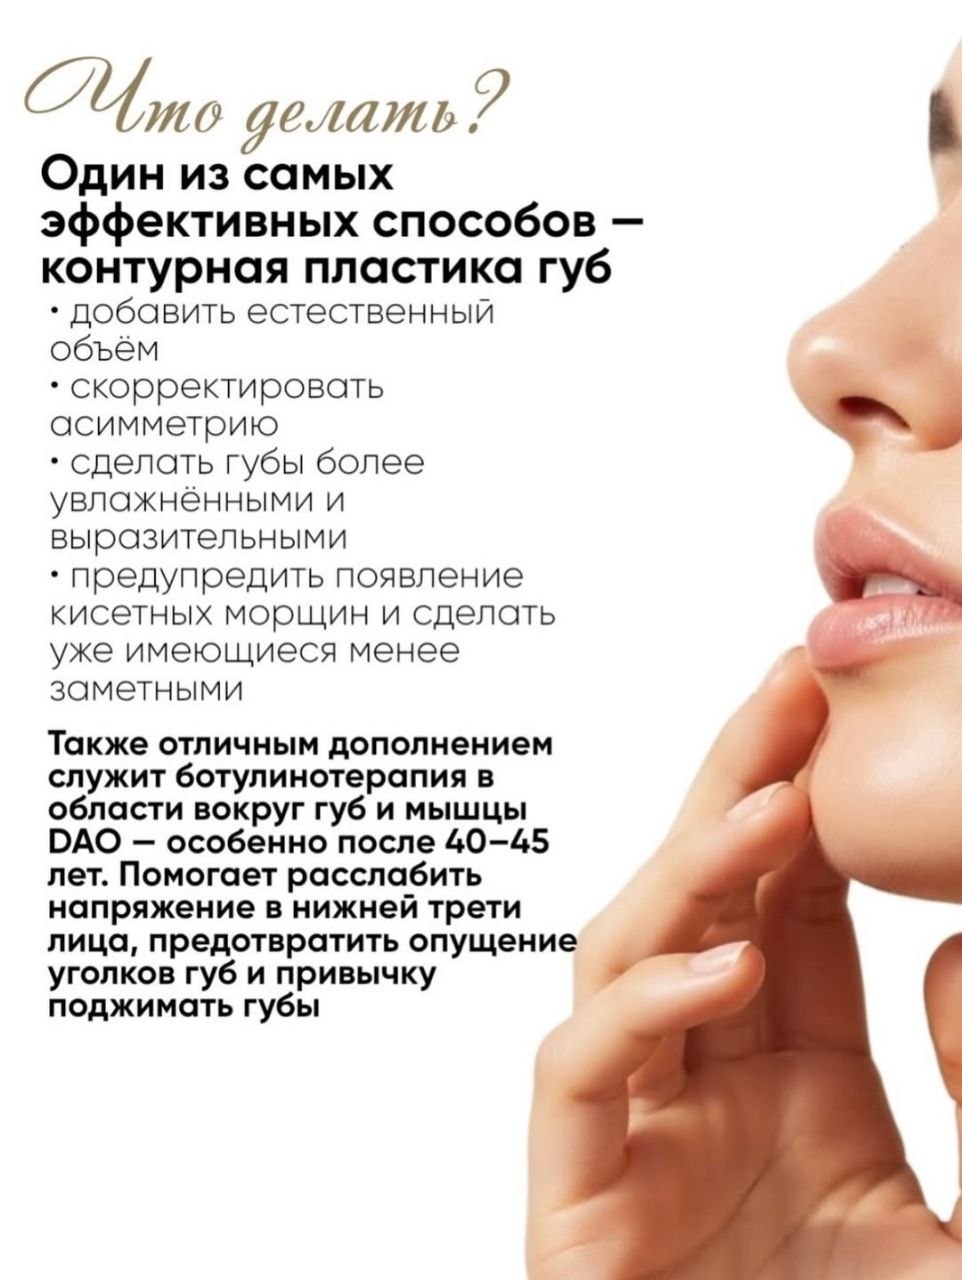 Что делать?
Один из самых
эффективных способов —
контурная пластика губ
• добавить естественный
объём
• скорректировать
асимметрию
• сделать губы более
увлажнёнными и
выразительными
• предупредить появление
кисетных морщин и сделать
уже имеющиеся менее
заметными
Также отличным дополнением
служит ботулинотерапия в
области вокруг губ и мышцы
DAO — особенно после 40–45
лет. Помогает расслабить
напряжение в нижней трети
лица, предотвратить опущение
уголков губ и привычку
поджимать губы